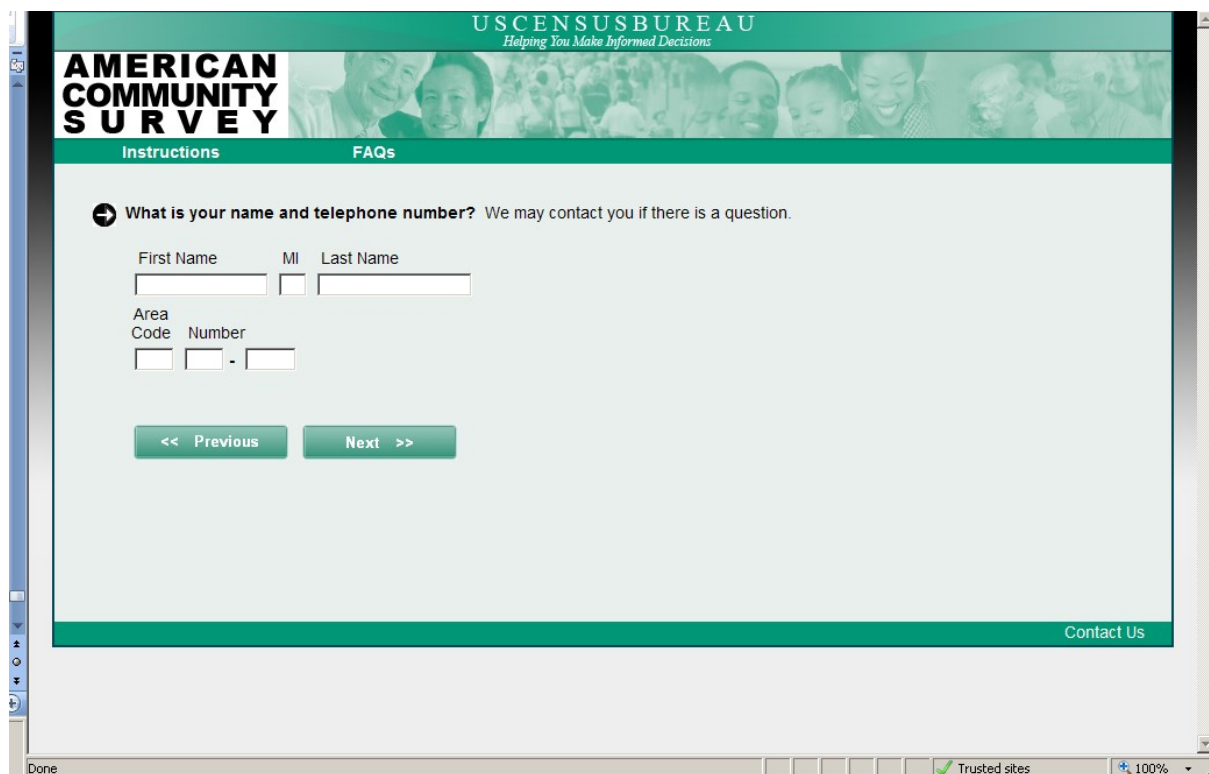 USCENSUSBUREAU
Helping You Make Informed Decisions
AMERICAN
COMMUNITY
SURVEY
Instructions FAQs
What is your name and telephone number? We may contact you if there is a question.
First Name MI Last Name
Area
Code Number
-
<< Previous Next >>
Contact Us
Done Trusted sites 100%